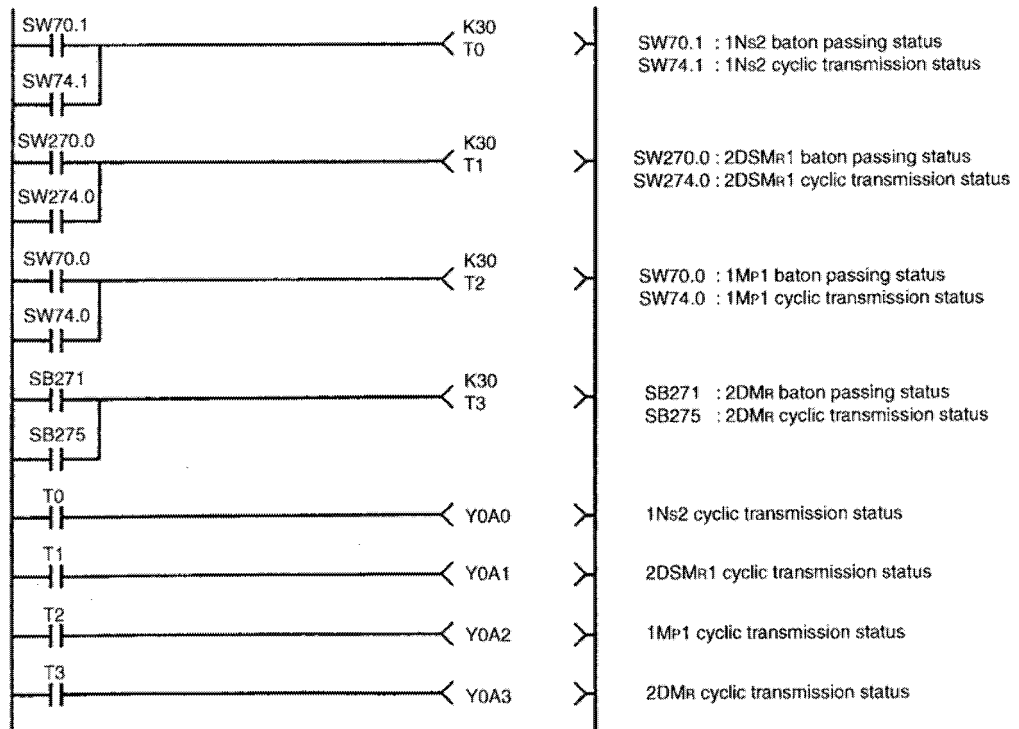 SW70.1
K30
T0
SW70.1 : 1Ns2 baton passing status
SW74.1 : 1Ns2 cyclic transmission status
SW74.1
SW270.0
K30
T1
SW270.0 : 2DSMR1 baton passing status
SW274.0 : 2DSMR1 cyclic transmission status
SW274.0
SW70.0
K30
T2
SW70.0 : 1MP1 baton passing status
SW74.0 : 1MP1 cyclic transmission status
SW74.0
SB271
K30
T3
SB271 : 2DMR baton passing status
SB275 : 2DMR cyclic transmission status
SB275
T0
Y0A0
1Ns2 cyclic transmission status
T1
Y0A1
2DSMR1 cyclic transmission status
T2
Y0A2
1MP1 cyclic transmission status
T3
Y0A3
2DMR cyclic transmission status